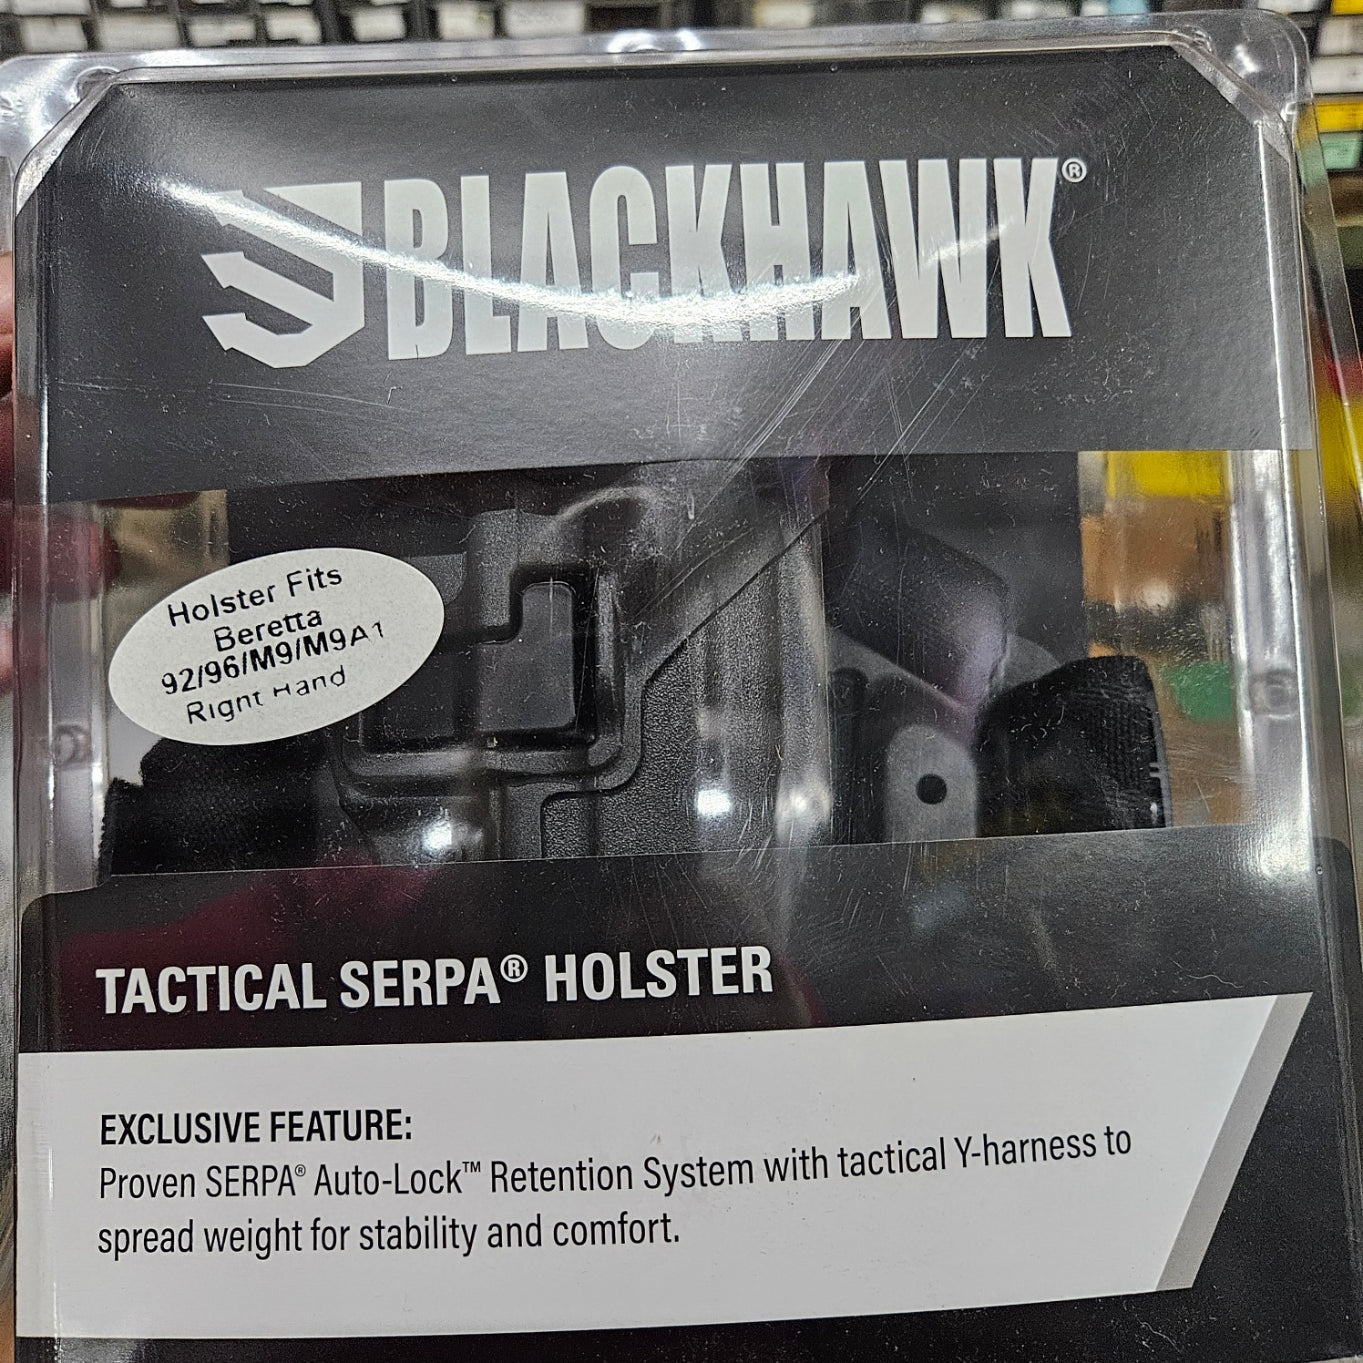 BLACKHAWK®
Holster Fits
Beretta
92/96/M9/M9A1
Right Hand
TACTICAL SERPA® HOLSTER
EXCLUSIVE FEATURE:
Proven SERPA® Auto-Lock™ Retention System with tactical Y-harness to
spread weight for stability and comfort.